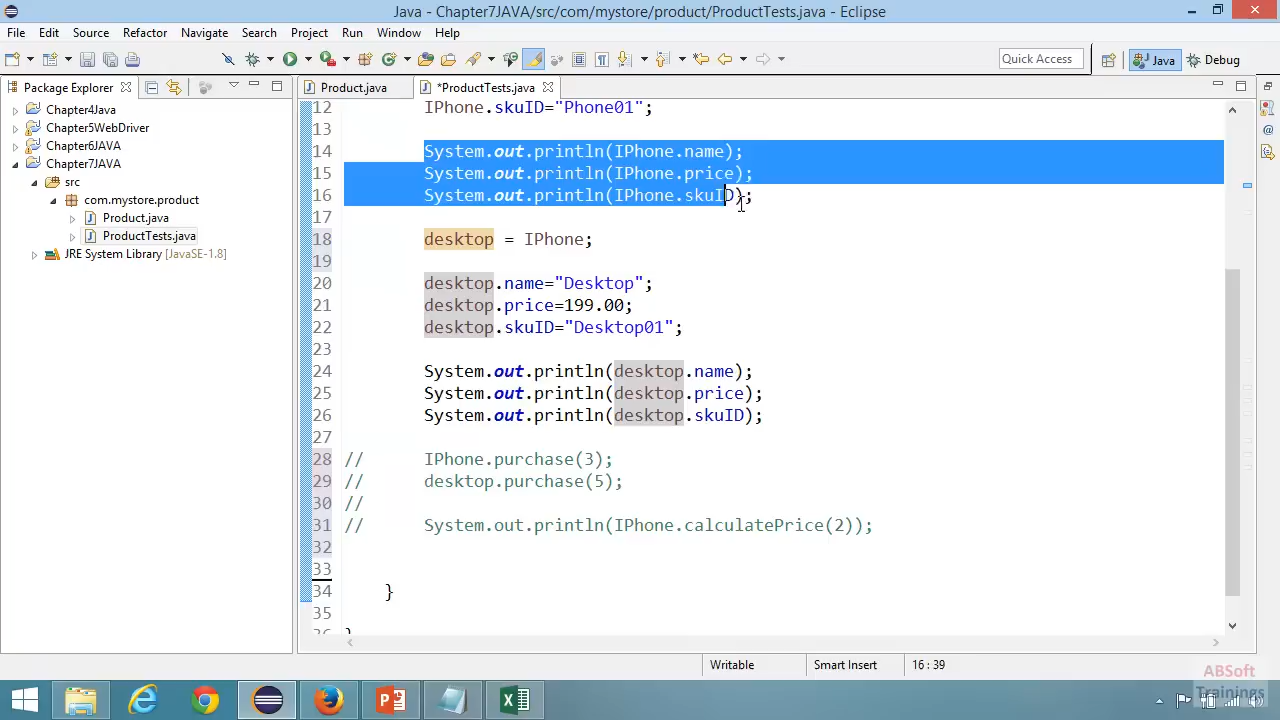 Java - Chapter7JAVA/src/com/mystore/product/ProductTests.java - Eclipse
File Edit Source Refactor Navigate Search Project Run Window Help
Quick Access Java Debug
Package Explorer
Product.java *ProductTests.java
Chapter4Java
Chapter5WebDriver
Chapter6JAVA
Chapter7JAVA
src
com.mystore.product
Product.java
ProductTests.java
JRE System Library [JavaSE-1.8]
12 IPhone.skuID="Phone01";
13
14 System.out.println(IPhone.name);
15 System.out.println(IPhone.price);
16 System.out.println(IPhone.skuID);
17
18 desktop = IPhone;
19
20 desktop.name="Desktop";
21 desktop.price=199.00;
22 desktop.skuID="Desktop01";
23
24 System.out.println(desktop.name);
25 System.out.println(desktop.price);
26 System.out.println(desktop.skuID);
27
28 // IPhone.purchase(3);
29 // desktop.purchase(5);
30 //
31 // System.out.println(IPhone.calculatePrice(2));
32
33
34 }
35
36 }
Writable Smart Insert 16 : 39
ABSoft
Trainings